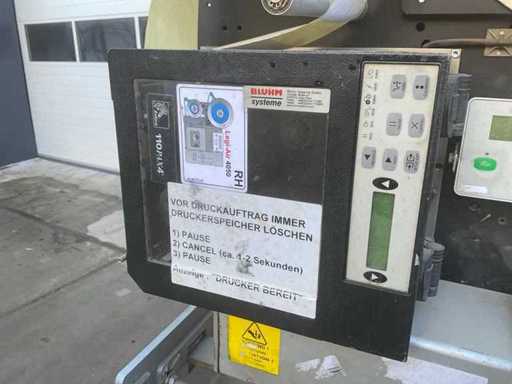 BLUHM
systeme
110PAX4
Legi-Air 4050
RH
VOR DRUCKAUFTRAG IMMER
DRUCKERSPEICHER LÖSCHEN
1) PAUSE
2) CANCEL (ca. 1-2 Sekunden)
3) PAUSE
Anzeige "DRUCKER BEREIT"